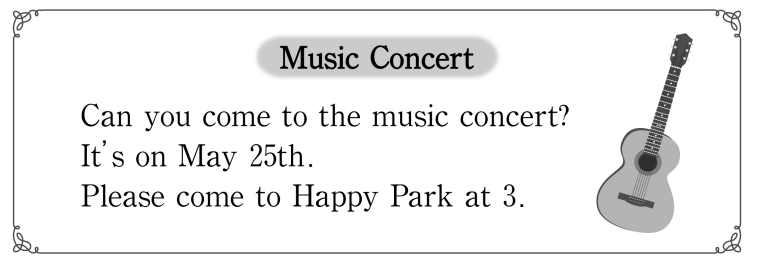 Music Concert
Can you come to the music concert?
It's on May 25th.
Please come to Happy Park at 3.